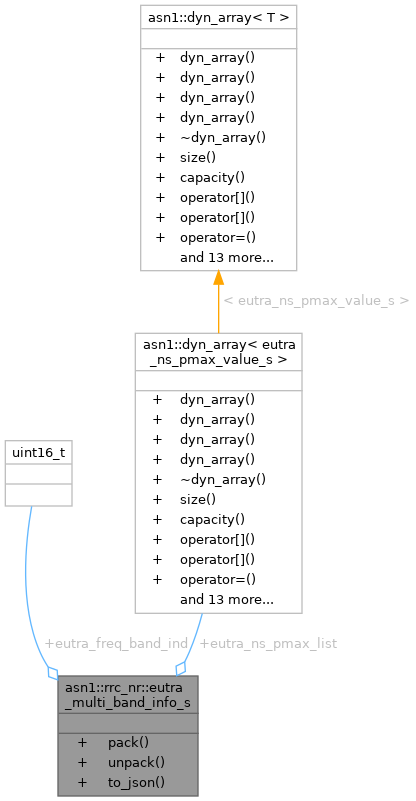 asn1::dyn_array< T >
+ dyn_array()
+ dyn_array()
+ dyn_array()
+ dyn_array()
+ ~dyn_array()
+ size()
+ capacity()
+ operator[]()
+ operator[]()
+ operator=()
and 13 more...
< eutra_ns_pmax_value_s >
asn1::dyn_array< eutra
_ns_pmax_value_s >
+ dyn_array()
+ dyn_array()
+ dyn_array()
+ dyn_array()
+ ~dyn_array()
+ size()
+ capacity()
+ operator[]()
+ operator[]()
+ operator=()
and 13 more...
uint16_t
+eutra_freq_band_ind
+eutra_ns_pmax_list
asn1::rrc_nr::eutra
_multi_band_info_s
+ pack()
+ unpack()
+ to_json()